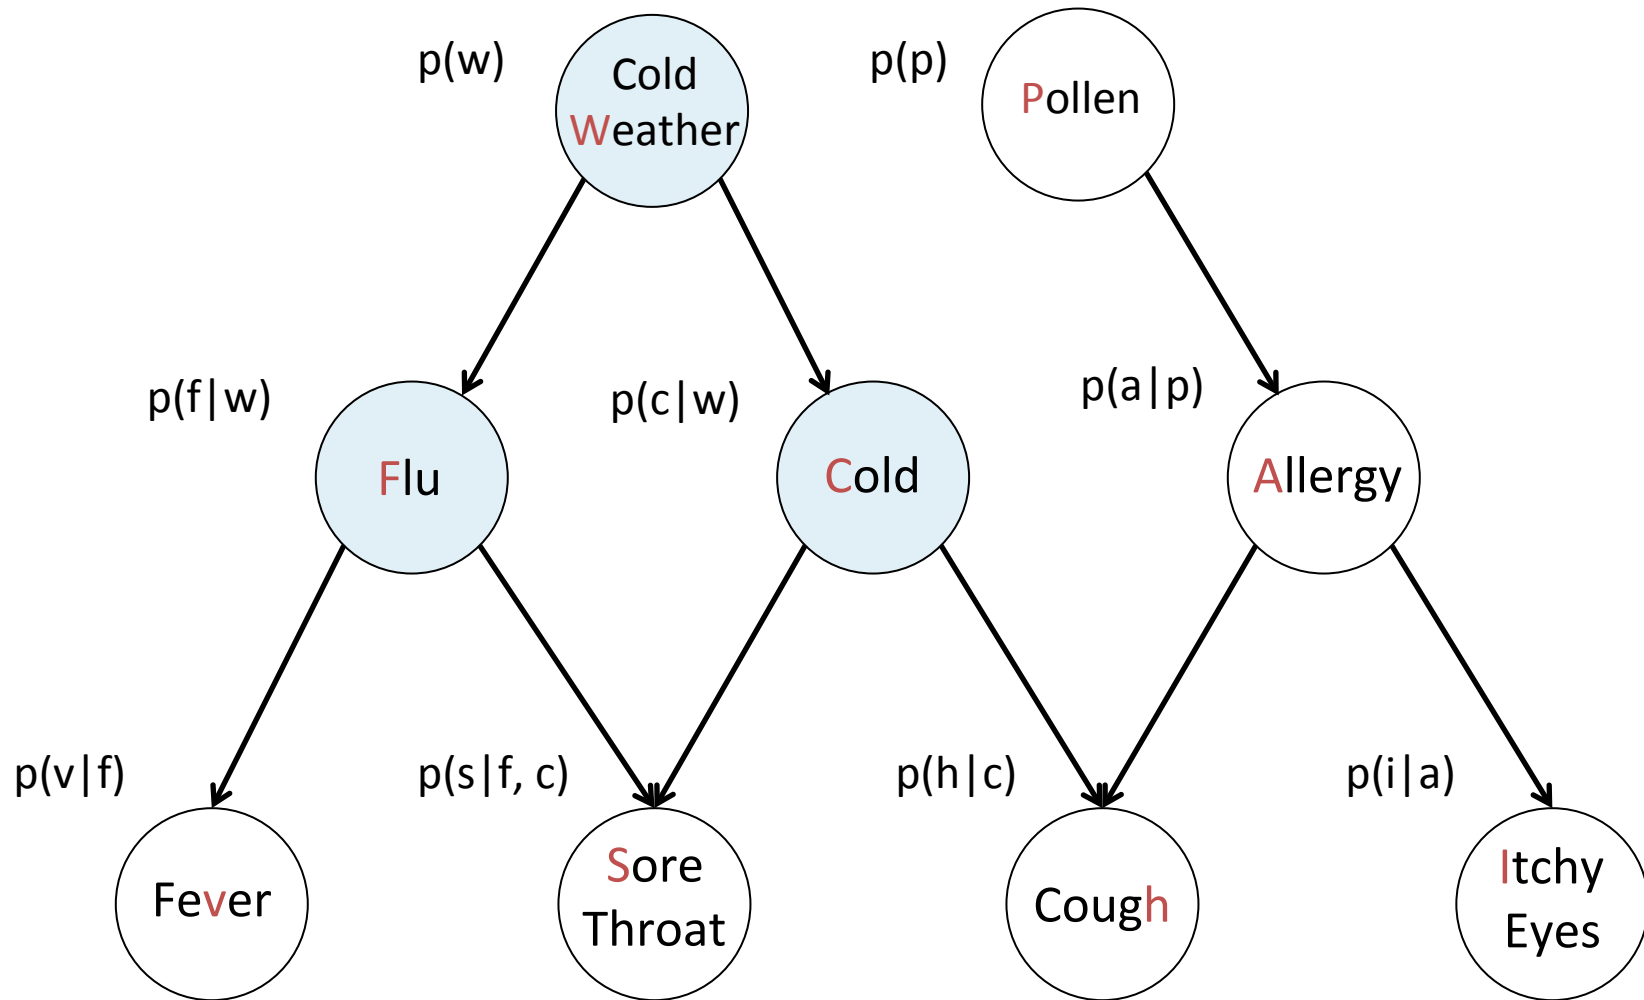 p(w)
Cold
Weather
p(p)
Pollen
p(f|w)
Flu
p(c|w)
Cold
p(a|p)
Allergy
p(v|f)
Fever
p(s|f, c)
Sore
Throat
p(h|c)
Cough
p(i|a)
Itchy
Eyes